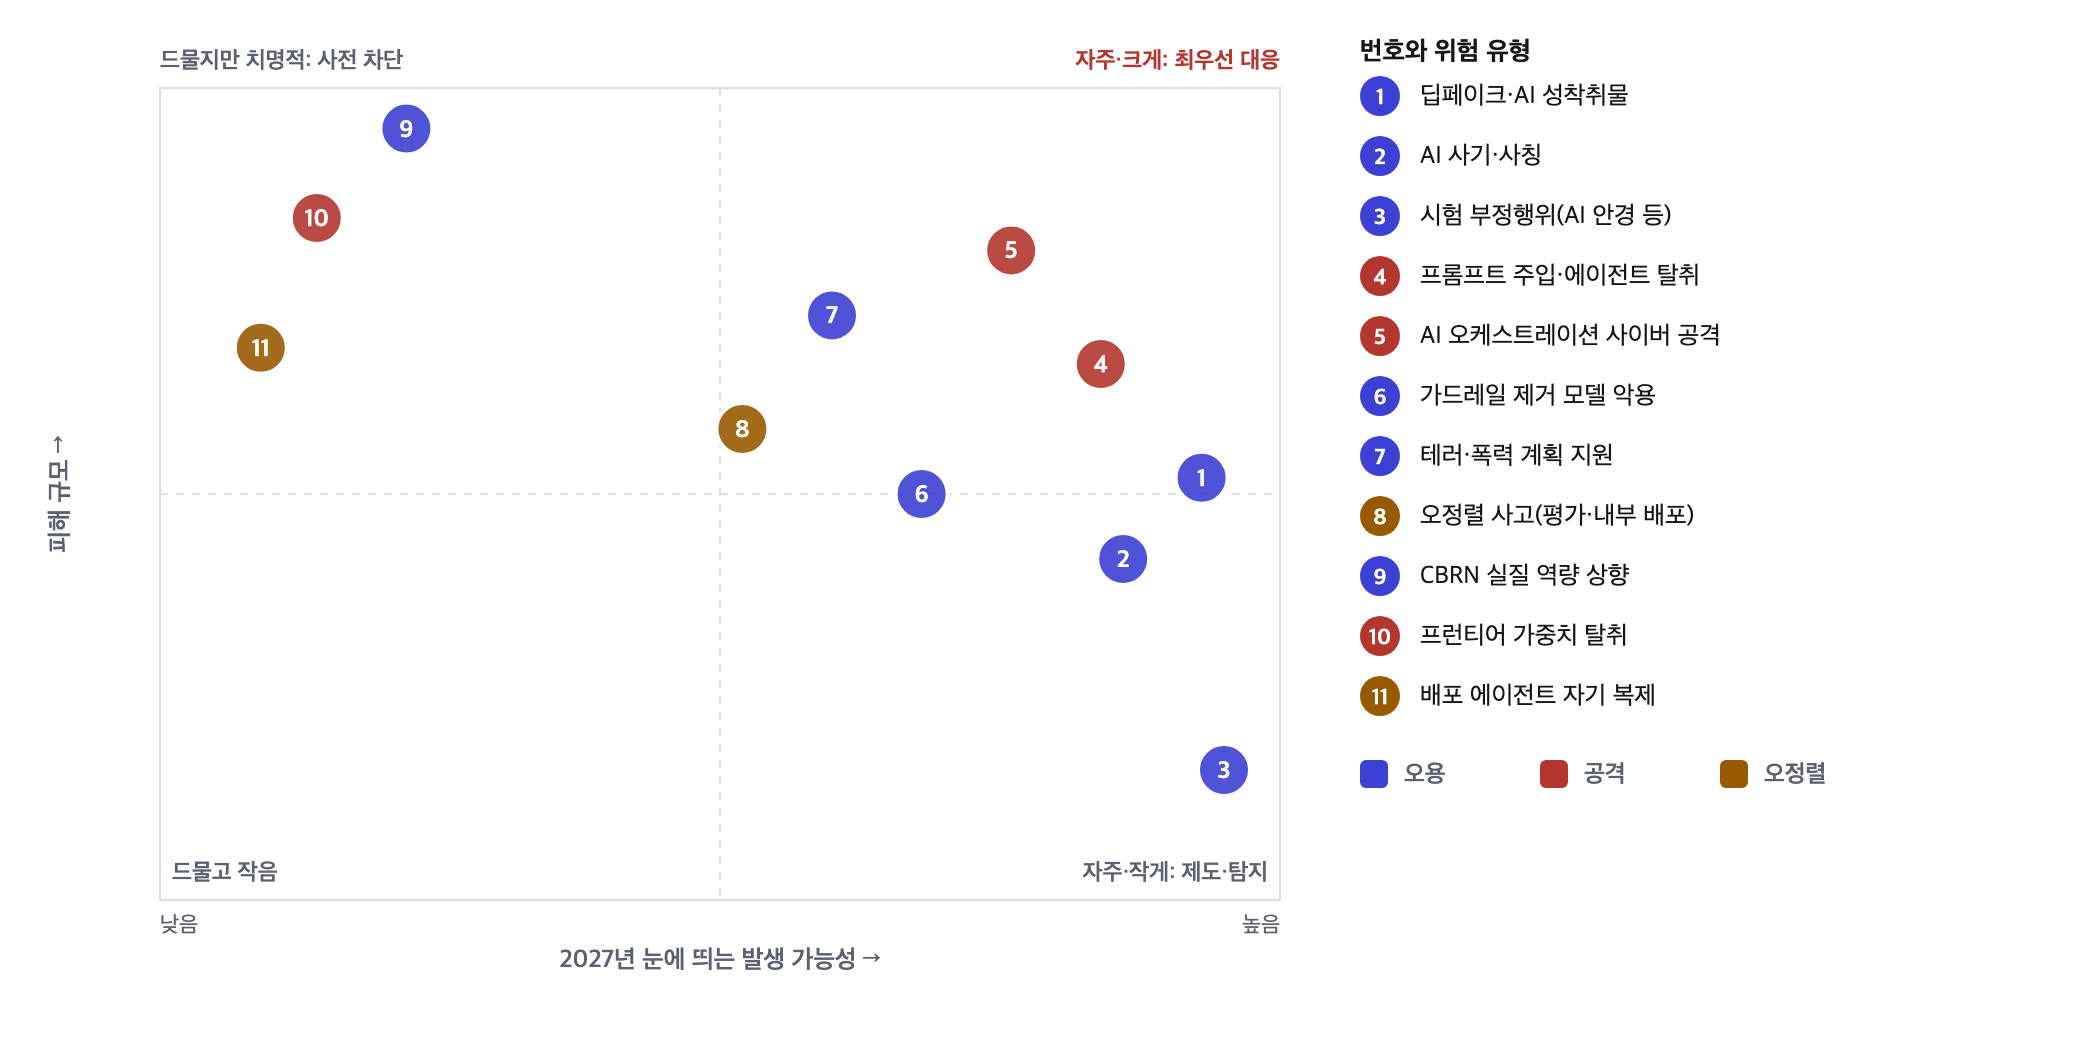 드물지만 치명적: 사전 차단
자주·크게: 최우선 대응
9
10
5
7
11
4
8
1
6
2
3
피해 규모 →
드물고 작음
자주·작게: 제도·탐지
낮음
높음
2027년 눈에 띄는 발생 가능성 →
번호와 위험 유형
1 딥페이크·AI 성착취물
2 AI 사기·사칭
3 시험 부정행위(AI 안경 등)
4 프롬프트 주입·에이전트 탈취
5 AI 오케스트레이션 사이버 공격
6 가드레일 제거 모델 악용
7 테러·폭력 계획 지원
8 오정렬 사고(평가·내부 배포)
9 CBRN 실질 역량 상향
10 프런티어 가중치 탈취
11 배포 에이전트 자기 복제
오용 공격 오정렬